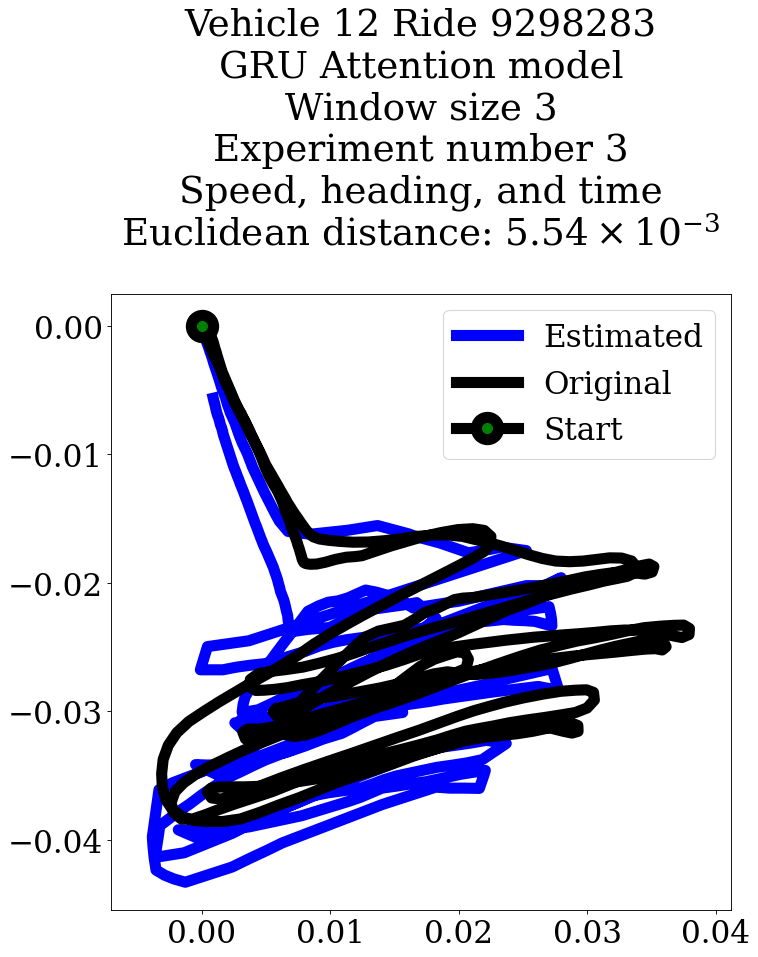 Vehicle 12 Ride 9298283
GRU Attention model
Window size 3
Experiment number 3
Speed, heading, and time
Euclidean distance: 5.54 × 10⁻³
Estimated
Original
Start
0.00
−0.01
−0.02
−0.03
−0.04
0.00 0.01 0.02 0.03 0.04